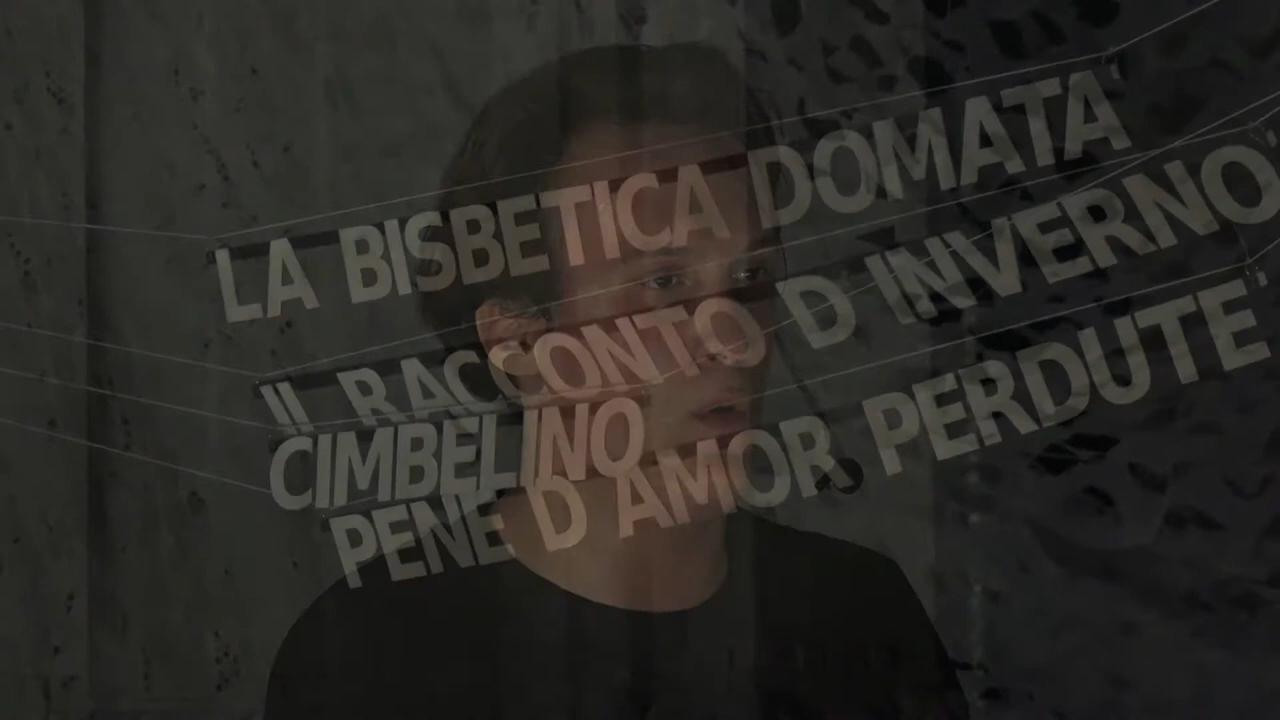 LA BISBETICA DOMATA'
IL RACCONTO D INVERNO'
CIMBELINO
PENE D AMOR PERDUTE'